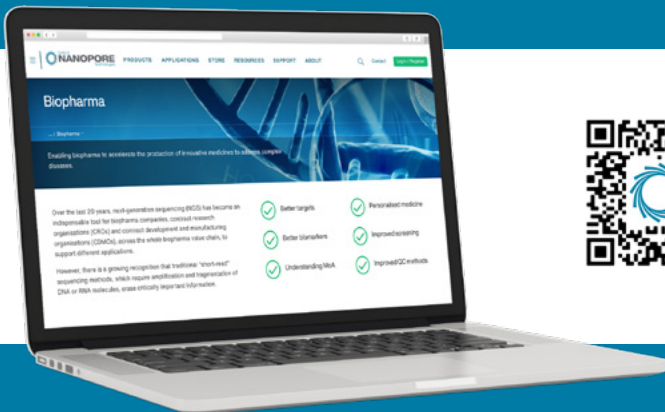 NANOPORE
PRODUCTS APPLICATIONS STORE RESOURCES SUPPORT ABOUT
Contact
Biopharma
... / Biopharma
Enabling biopharma to accelerate the production of innovative medicines to address complex
diseases.
Over the last 20 years, next-generation sequencing (NGS) has become an
indispensable tool for biopharma companies, contract research
organisations (CROs) and contract development and manufacturing
organisations (CDMOs), across the whole biopharma value chain, to
support different applications.
However, there is a growing recognition that traditional "short-read"
sequencing methods, which require amplification and fragmentation of
DNA or RNA molecules, erase critically important information.
Better targets
Personalised medicine
Better biomarkers
Improved screening
Understanding MoA
Improved QC methods